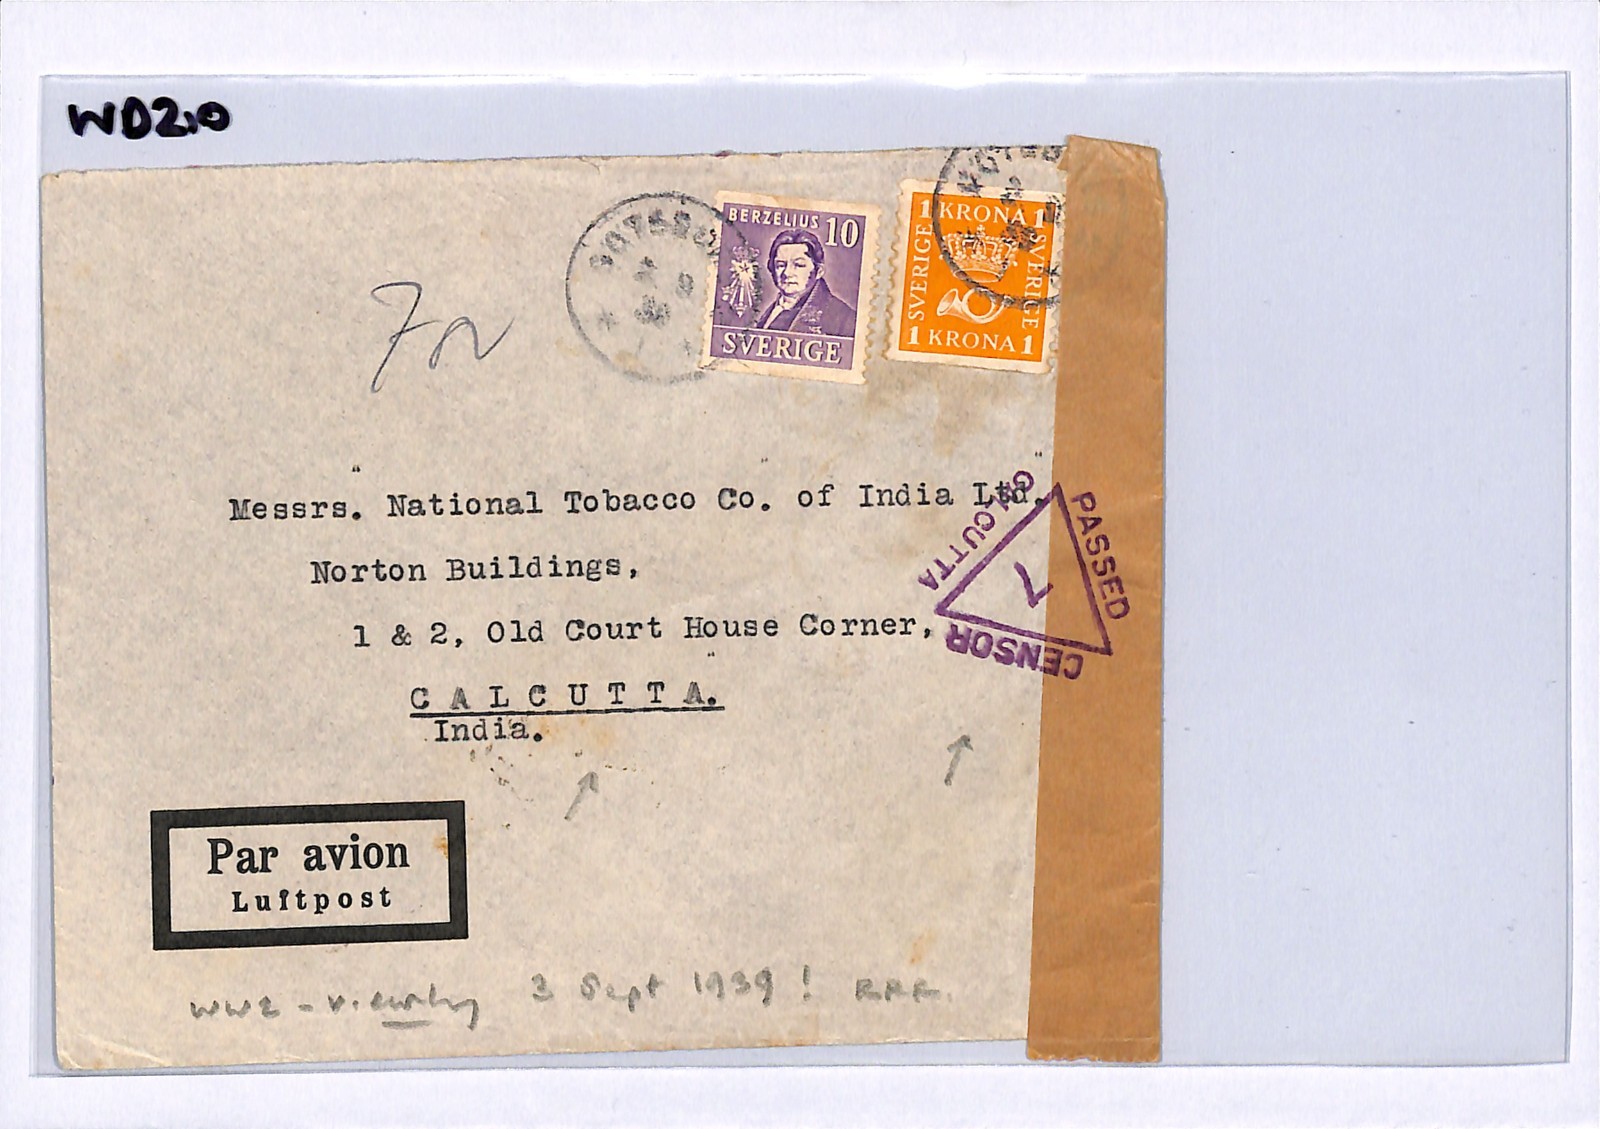 WD210
BERZELIUS 10
SVERIGE
1 KRONA 1
SVERIGE
SVERIGE
1 KRONA 1
Messrs. National Tobacco Co. of India Ltd.
Norton Buildings,
1 & 2, Old Court House Corner,
CALCUTTA.
India.
PASSED
CENSOR
CALCUTTA
7
Par avion
Luftpost
WW2 - v. early 3 Sept 1939!